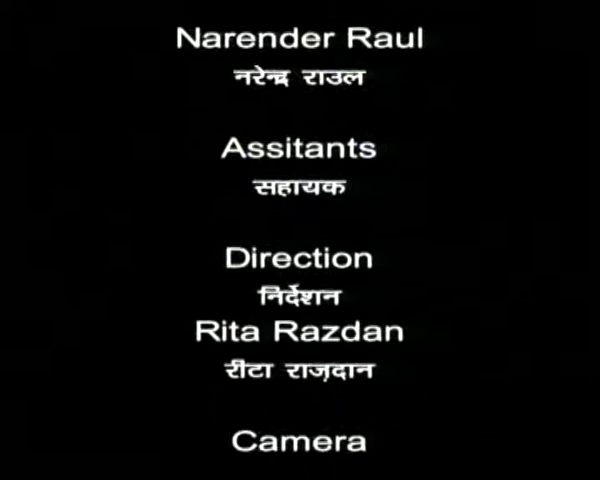 Narender Raul
नरेन्द्र राउल
Assitants
सहायक
Direction
निर्देशन
Rita Razdan
रीटा राज़दान
Camera